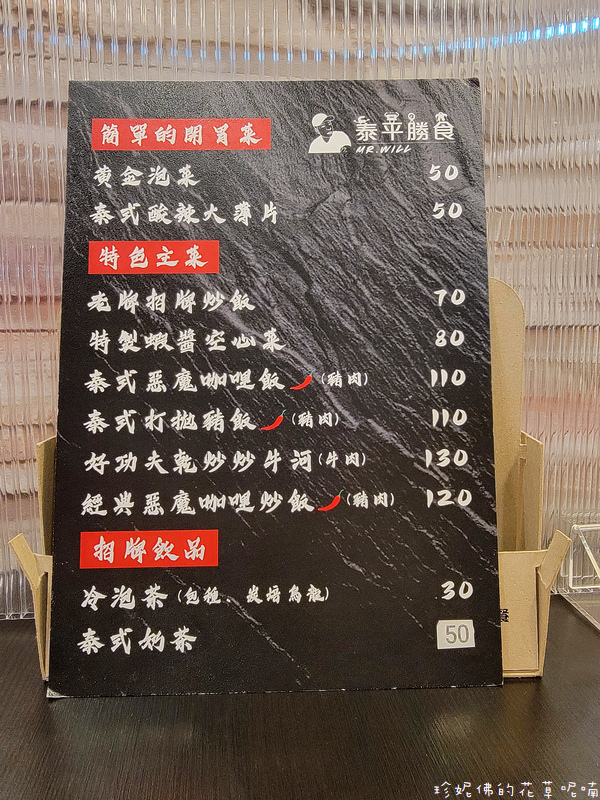 簡單的開胃菜
泰平勝食
MR.WILL
黃金泡菜 50
泰式酸辣大薄片 50
特色主菜
老牌招牌炒飯 70
特製蝦醬空心菜 80
泰式惡魔咖哩飯(豬肉) 110
泰式打拋豬飯(豬肉) 110
好功夫乾炒炒牛河(牛肉) 130
經典惡魔咖哩炒飯(豬肉) 120
招牌飲品
冷泡茶(包種、炭焙烏龍) 30
泰式奶茶 50
珍妮佛的花草呢喃